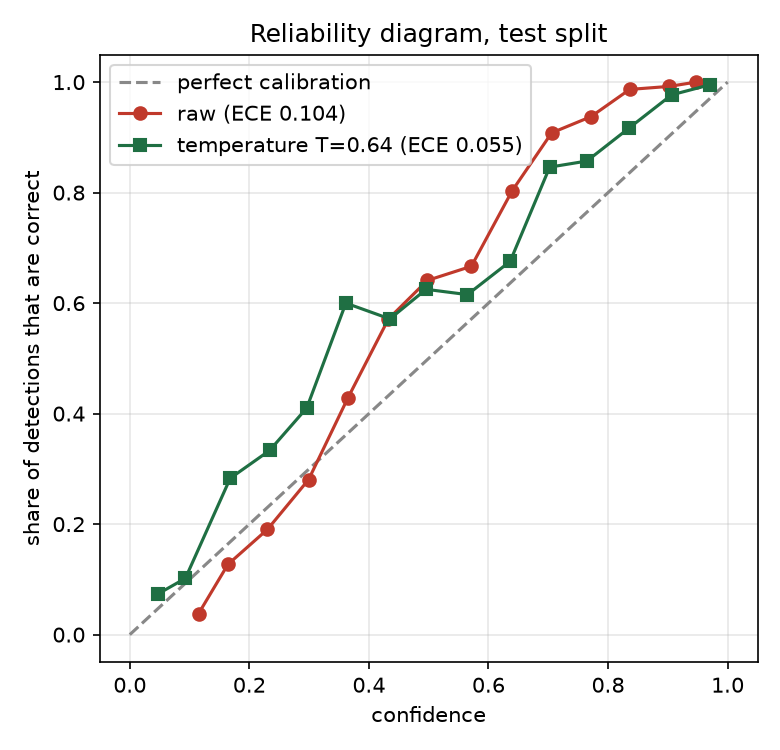 Reliability diagram, test split
perfect calibration
raw (ECE 0.104)
temperature T=0.64 (ECE 0.055)
share of detections that are correct
1.0
0.8
0.6
0.4
0.2
0.0
0.0 0.2 0.4 0.6 0.8 1.0
confidence